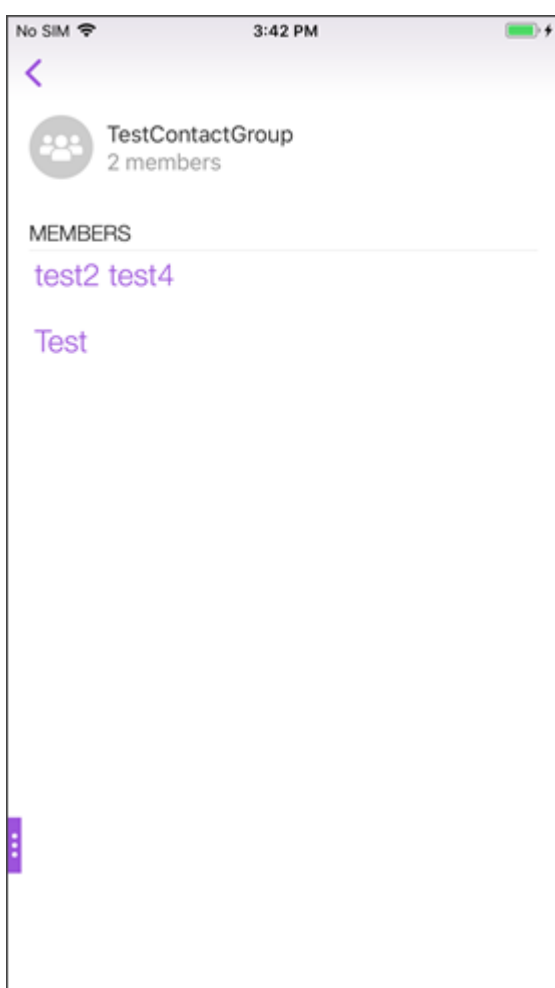 No SIM 3:42 PM
TestContactGroup
2 members
MEMBERS
test2 test4
Test